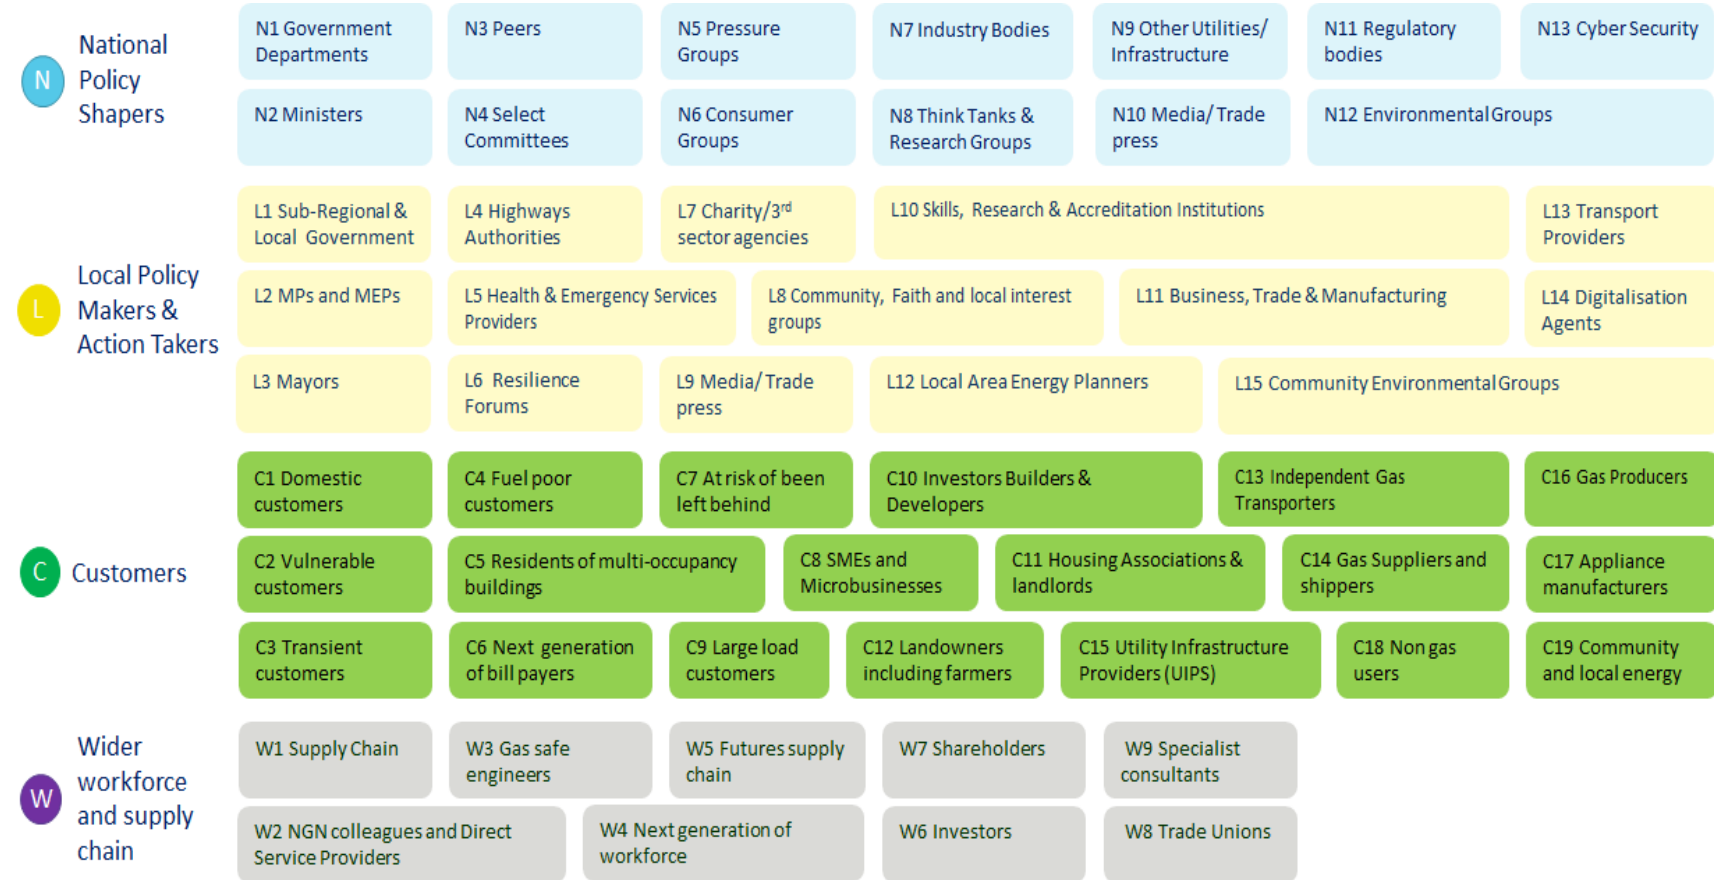 N
National
Policy
Shapers
N1 Government
Departments
N3 Peers
N5 Pressure
Groups
N7 Industry Bodies
N9 Other Utilities/
Infrastructure
N11 Regulatory
bodies
N13 Cyber Security
N2 Ministers
N4 Select
Committees
N6 Consumer
Groups
N8 Think Tanks &
Research Groups
N10 Media/ Trade
press
N12 Environmental Groups
L
Local Policy
Makers &
Action Takers
L1 Sub-Regional &
Local Government
L4 Highways
Authorities
L7 Charity/3rd
sector agencies
L10 Skills, Research & Accreditation Institutions
L13 Transport
Providers
L2 MPs and MEPs
L5 Health & Emergency Services
Providers
L8 Community, Faith and local interest
groups
L11 Business, Trade & Manufacturing
L14 Digitalisation
Agents
L3 Mayors
L6 Resilience
Forums
L9 Media/ Trade
press
L12 Local Area Energy Planners
L15 Community Environmental Groups
C
Customers
C1 Domestic
customers
C4 Fuel poor
customers
C7 At risk of been
left behind
C10 Investors Builders &
Developers
C13 Independent Gas
Transporters
C16 Gas Producers
C2 Vulnerable
customers
C5 Residents of multi-occupancy
buildings
C8 SMEs and
Microbusinesses
C11 Housing Associations &
landlords
C14 Gas Suppliers and
shippers
C17 Appliance
manufacturers
C3 Transient
customers
C6 Next generation
of bill payers
C9 Large load
customers
C12 Landowners
including farmers
C15 Utility Infrastructure
Providers (UIPS)
C18 Non gas
users
C19 Community
and local energy
W
Wider
workforce
and supply
chain
W1 Supply Chain
W3 Gas safe
engineers
W5 Futures supply
chain
W7 Shareholders
W9 Specialist
consultants
W2 NGN colleagues and Direct
Service Providers
W4 Next generation of
workforce
W6 Investors
W8 Trade Unions